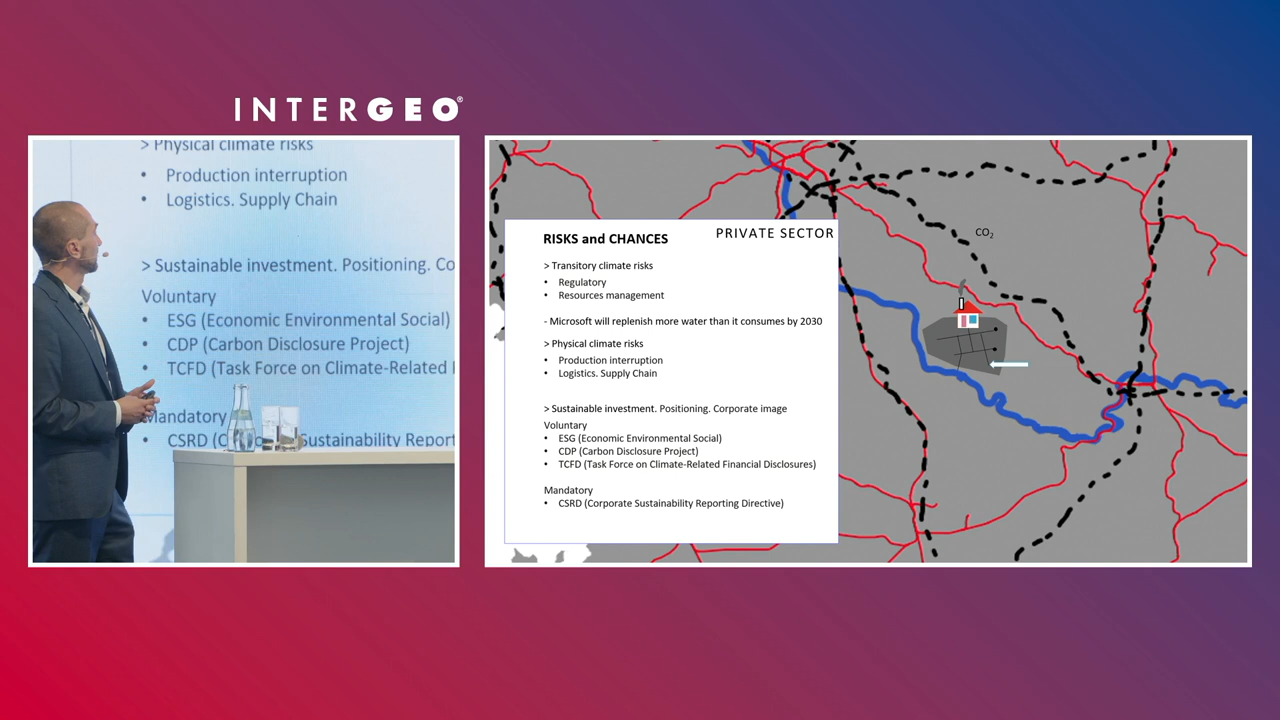 INTERGEO®
> Physical climate risks
• Production interruption
• Logistics. Supply Chain
> Sustainable investment. Positioning. Co
Voluntary
• ESG (Economic Environmental Social)
• CDP (Carbon Disclosure Project)
• TCFD (Task Force on Climate-Related
Mandatory
• CSRD (C Sustainability Report
PRIVATE SECTOR
RISKS and CHANCES
> Transitory climate risks
• Regulatory
• Resources management
- Microsoft will replenish more water than it consumes by 2030
> Physical climate risks
• Production interruption
• Logistics. Supply Chain
> Sustainable investment. Positioning. Corporate image
Voluntary
• ESG (Economic Environmental Social)
• CDP (Carbon Disclosure Project)
• TCFD (Task Force on Climate-Related Financial Disclosures)
Mandatory
• CSRD (Corporate Sustainability Reporting Directive)
CO₂